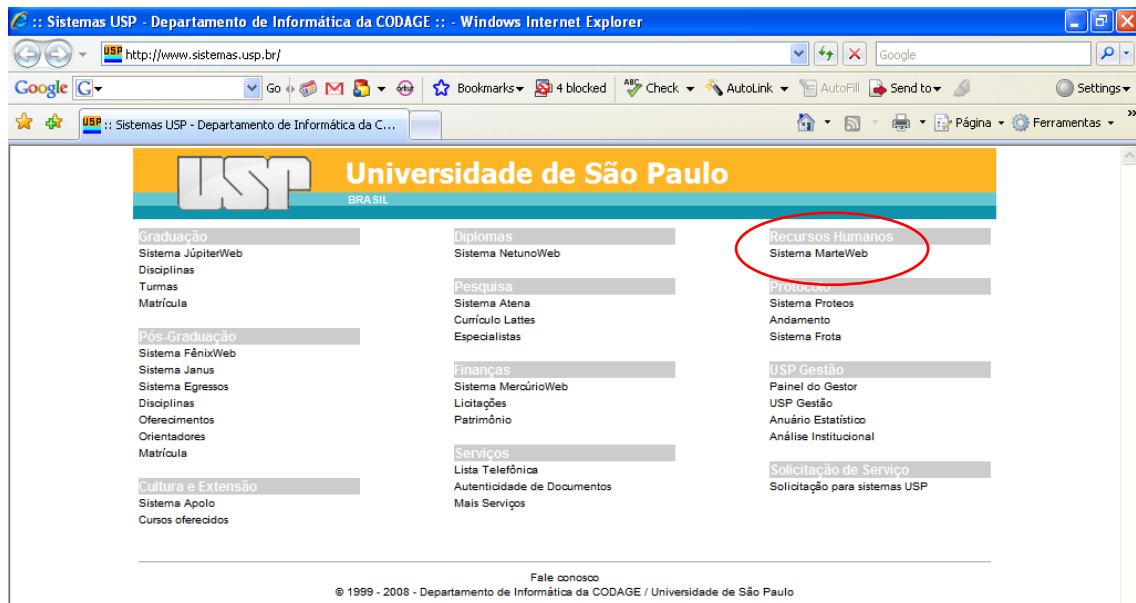 :: Sistemas USP - Departamento de Informática da CODAGE :: - Windows Internet Explorer
USP http://www.sistemas.usp.br/ Google
Google G Go Bookmarks 4 blocked ABC Check AutoLink AutoFill Send to Settings
USP :: Sistemas USP - Departamento de Informática da C... Página Ferramentas »
USP Universidade de São Paulo
BRASIL
Graduação
Sistema JúpiterWeb
Disciplinas
Turmas
Matrícula
Pós-Graduação
Sistema FênixWeb
Sistema Janus
Sistema Egressos
Disciplinas
Oferecimentos
Orientadores
Matrícula
Cultura e Extensão
Sistema Apolo
Cursos oferecidos
Diplomas
Sistema NetunoWeb
Pesquisa
Sistema Atena
Currículo Lattes
Especialistas
Finanças
Sistema MercúrioWeb
Licitações
Patrimônio
Serviços
Lista Telefônica
Autenticidade de Documentos
Mais Serviços
Recursos Humanos
Sistema MarteWeb
Protocolo
Sistema Proteos
Andamento
Sistema Frota
USP Gestão
Painel do Gestor
USP Gestão
Anuário Estatístico
Análise Institucional
Solicitação de Serviço
Solicitação para sistemas USP
Fale conosco
© 1999 - 2008 - Departamento de Informática da CODAGE / Universidade de São Paulo